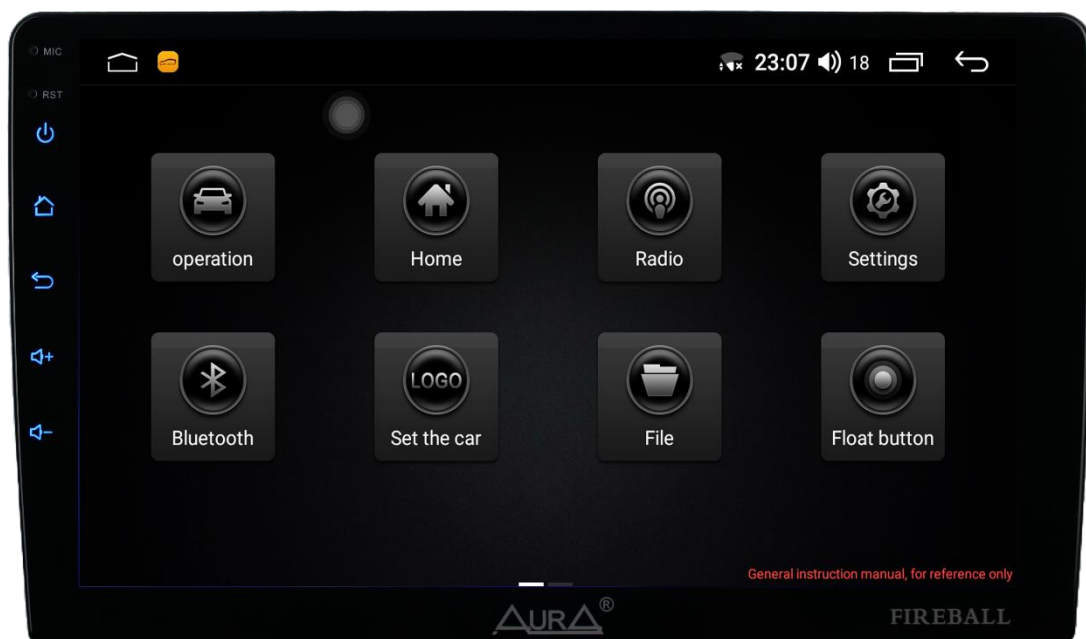 MIC
23:07 18
RST
operation Home Radio Settings
LOGO
Bluetooth Set the car File Float button
General instruction manual, for reference only
AURA®
FIREBALL